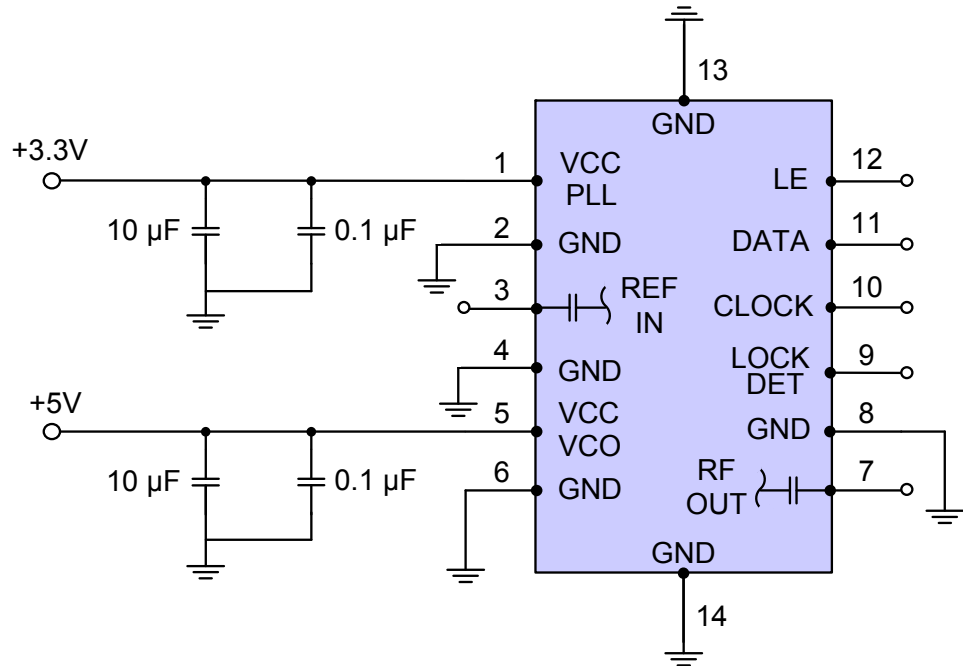 13
GND
+3.3V
1
VCC
PLL
10 µF
0.1 µF
2
GND
3
REF
IN
4
GND
+5V
5
VCC
VCO
10 µF
0.1 µF
6
GND
12
LE
11
DATA
10
CLOCK
9
LOCK
DET
8
GND
7
RF
OUT
GND
14